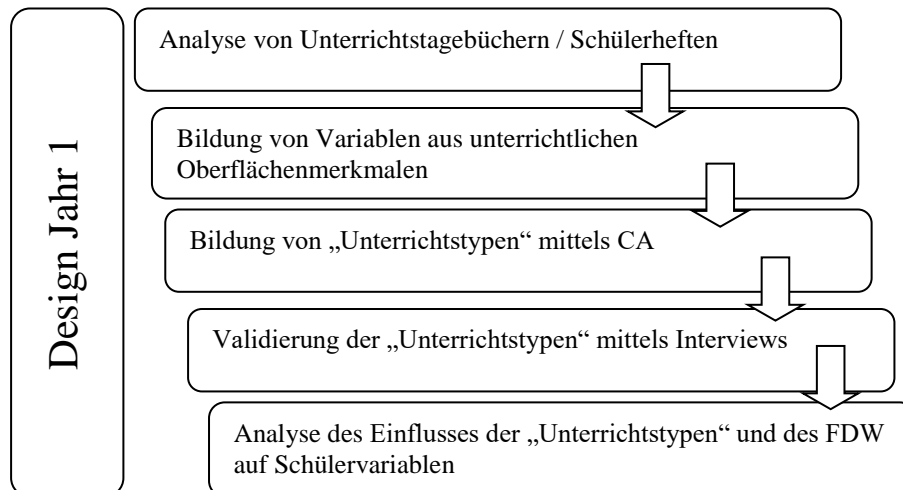 Design Jahr 1
Analyse von Unterrichtstagebüchern / Schülerheften
Bildung von Variablen aus unterrichtlichen
Oberflächenmerkmalen
Bildung von „Unterrichtstypen“ mittels CA
Validierung der „Unterrichtstypen“ mittels Interviews
Analyse des Einflusses der „Unterrichtstypen“ und des FDW
auf Schülervariablen